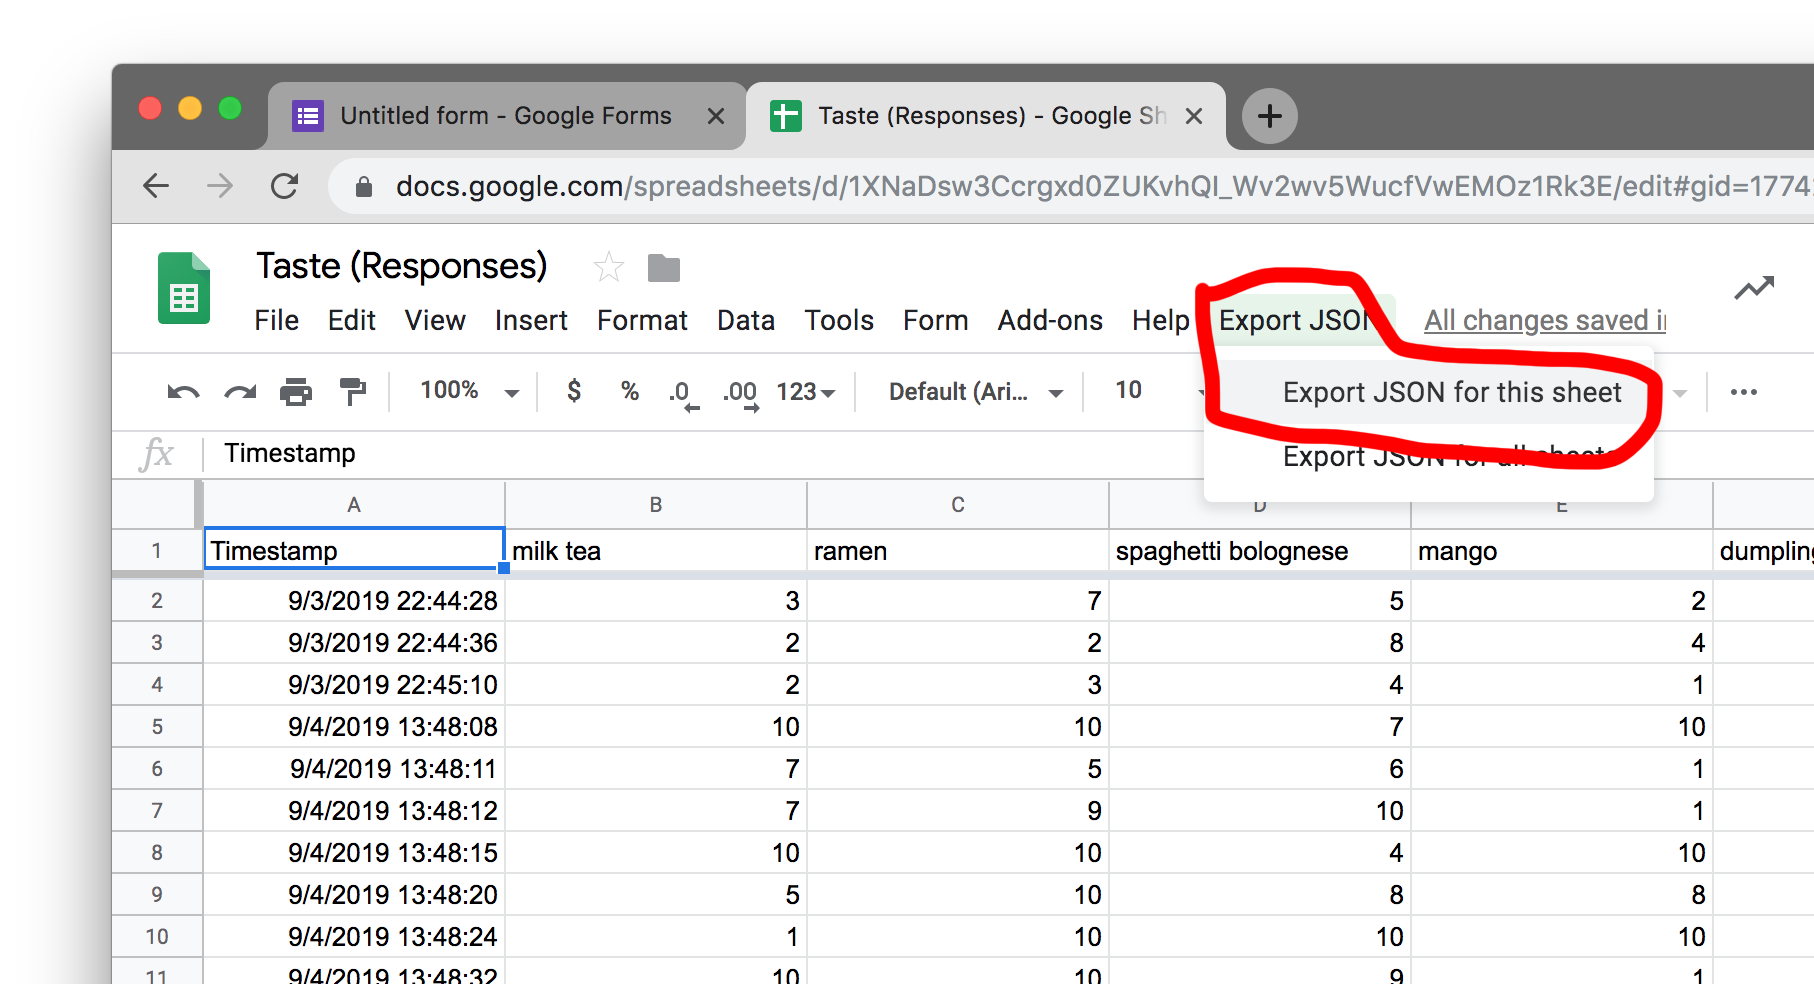 Untitled form - Google Forms
Taste (Responses) - Google Sh
docs.google.com/spreadsheets/d/1XNaDsw3Ccrgxd0ZUKvhQI_Wv2wv5WucfVwEMOz1Rk3E/edit#gid=1774
Taste (Responses)
File Edit View Insert Format Data Tools Form Add-ons Help Export JSON All changes saved in
100% $ % .0 .00 123 Default (Ari... 10
Export JSON for this sheet
Export JSON for all sheets
fx Timestamp
A B C D E
1 Timestamp milk tea ramen spaghetti bolognese mango dumpling
2 9/3/2019 22:44:28 3 7 5 2
3 9/3/2019 22:44:36 2 2 8 4
4 9/3/2019 22:45:10 2 3 4 1
5 9/4/2019 13:48:08 10 10 7 10
6 9/4/2019 13:48:11 7 5 6 1
7 9/4/2019 13:48:12 7 9 10 1
8 9/4/2019 13:48:15 10 10 4 10
9 9/4/2019 13:48:20 5 10 8 8
10 9/4/2019 13:48:24 1 10 10 10
11 9/4/2019 13:48:32 10 10 9 1